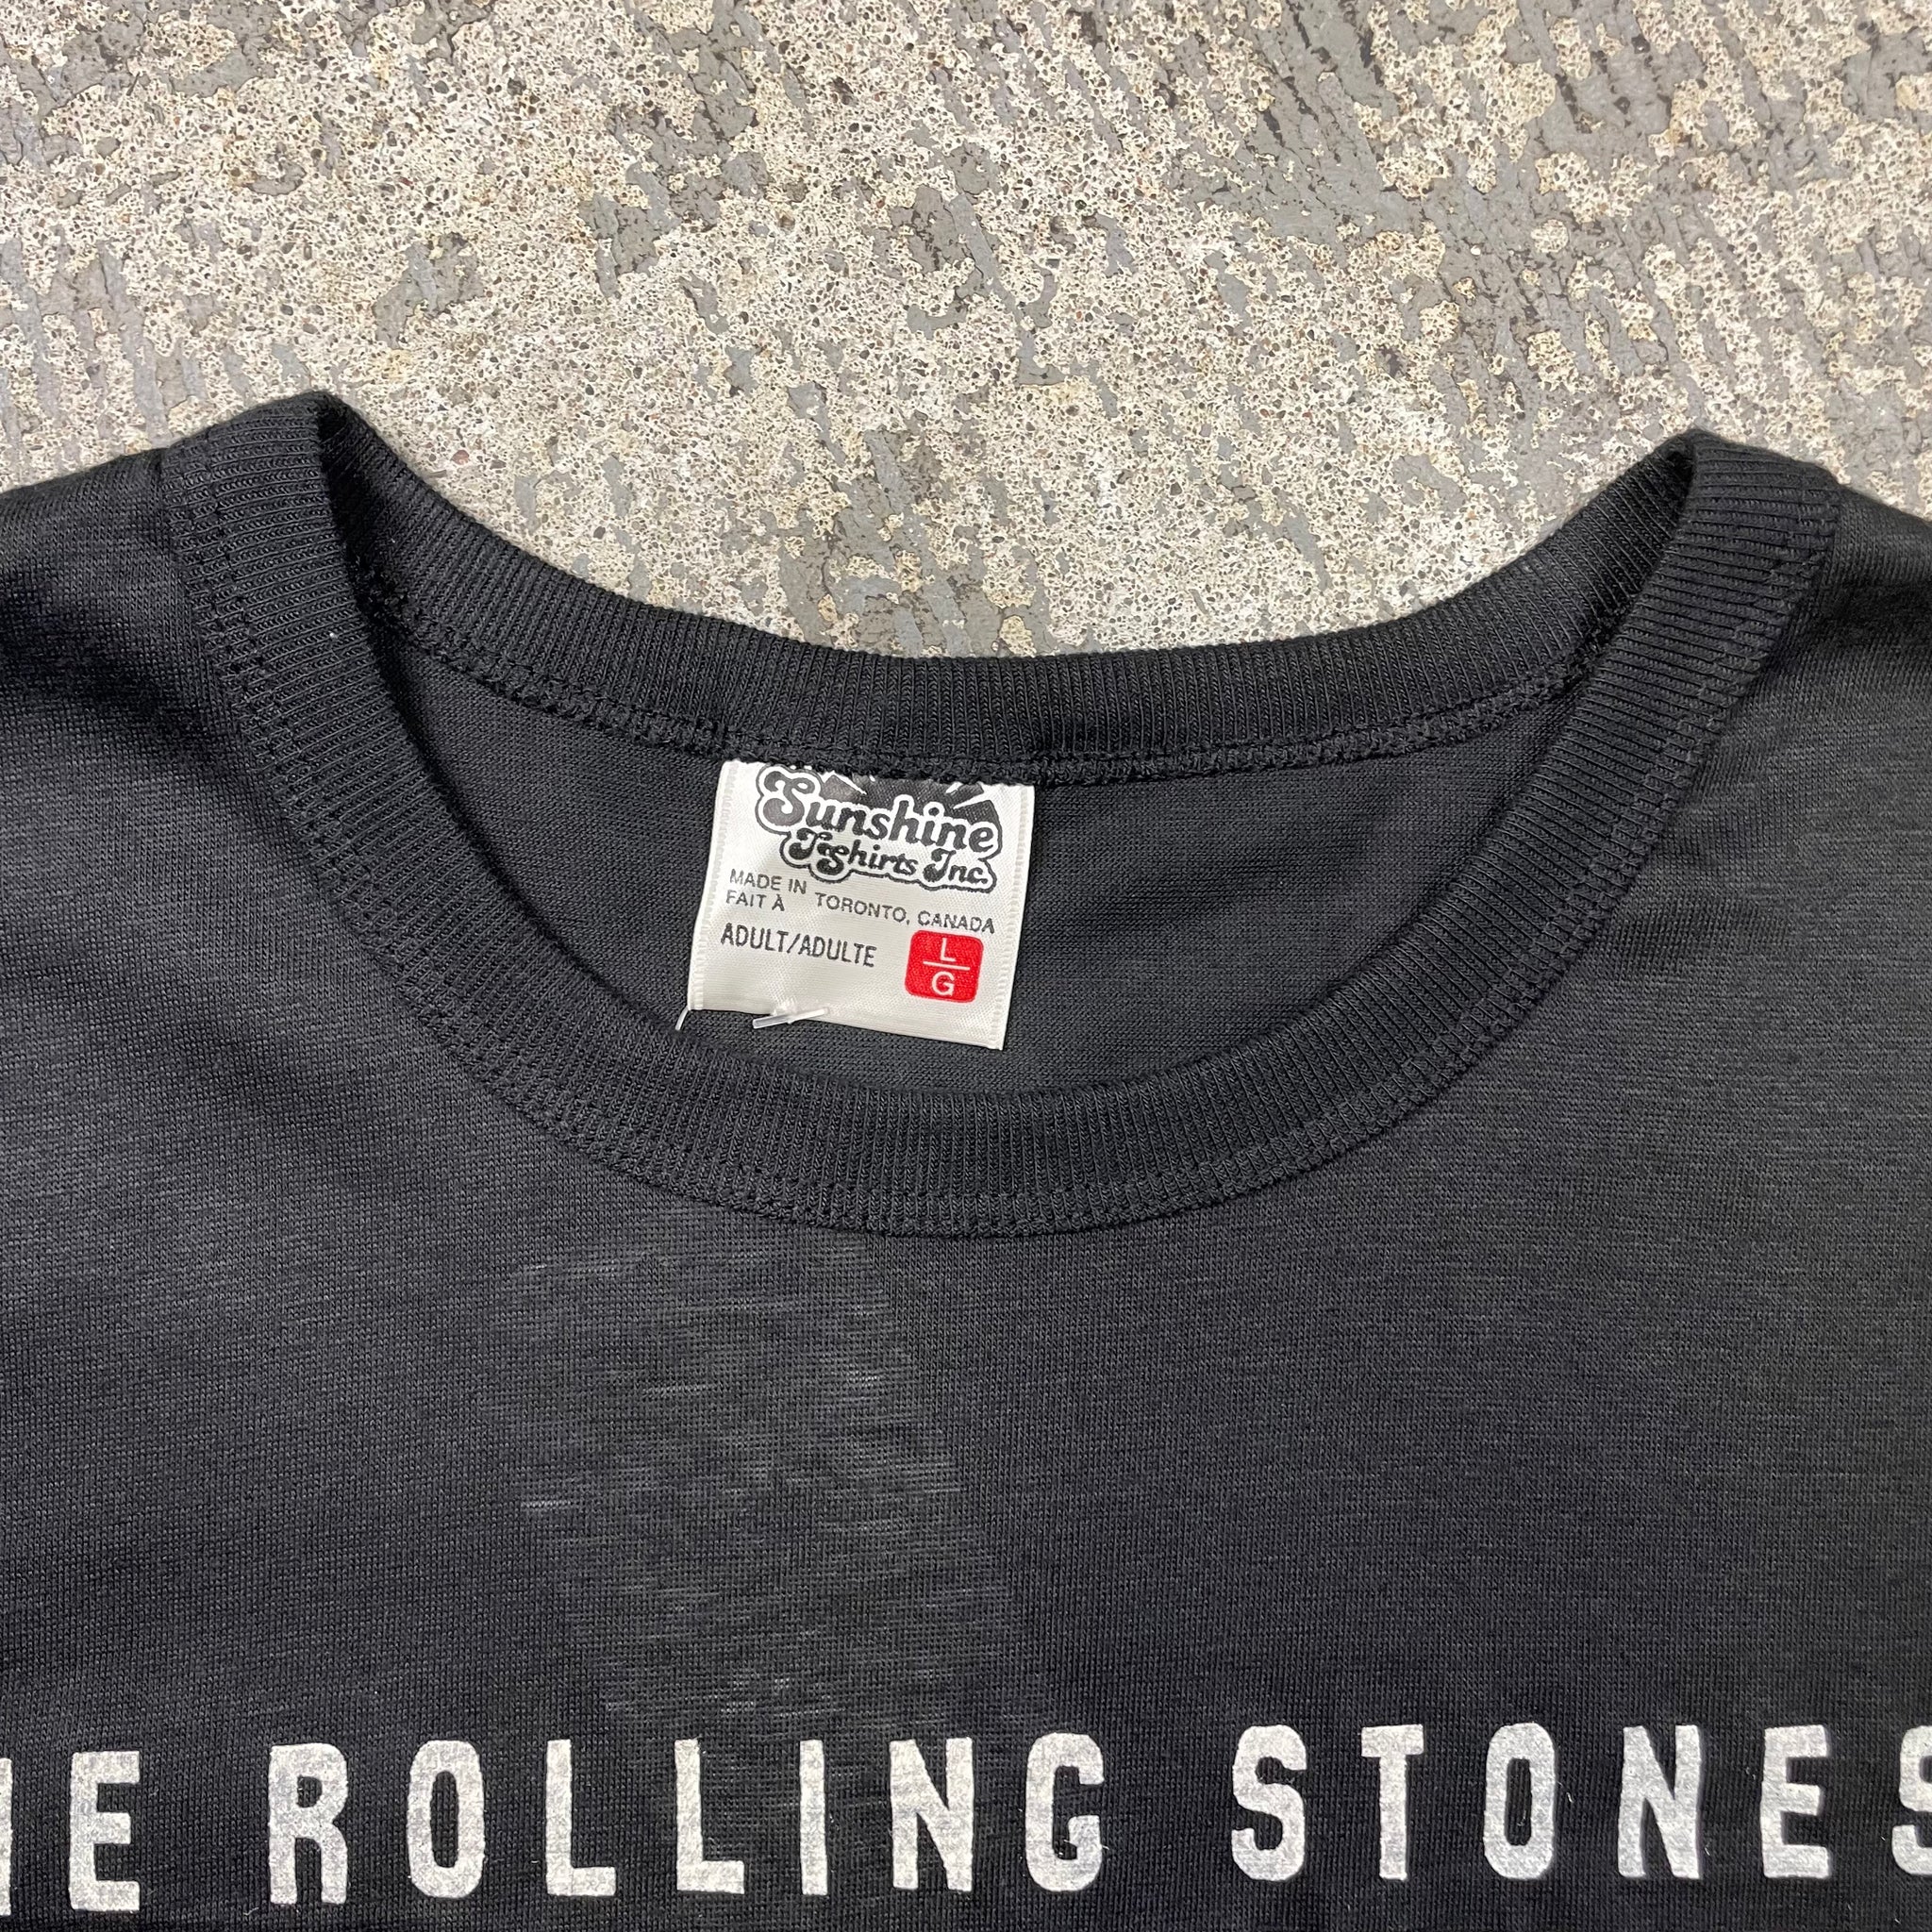 Sunshine
T-Shirts Inc.
MADE IN
FAIT À
TORONTO, CANADA
ADULT/ADULTE
L
G
ROLLING STONES